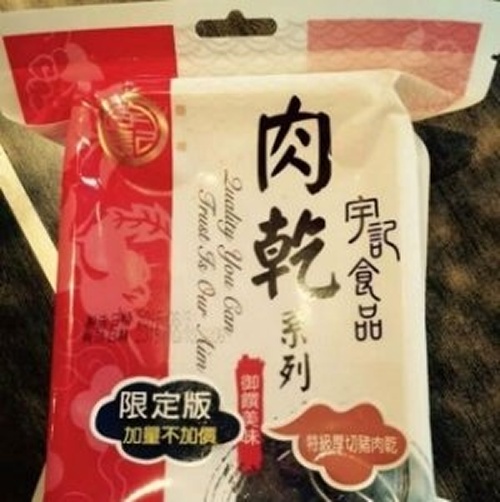 肉乾
系列
宇記食品
Quality You Can
Trust Is Our Aim
御饌美味
限定版
加量不加價
特級厚切豬肉乾